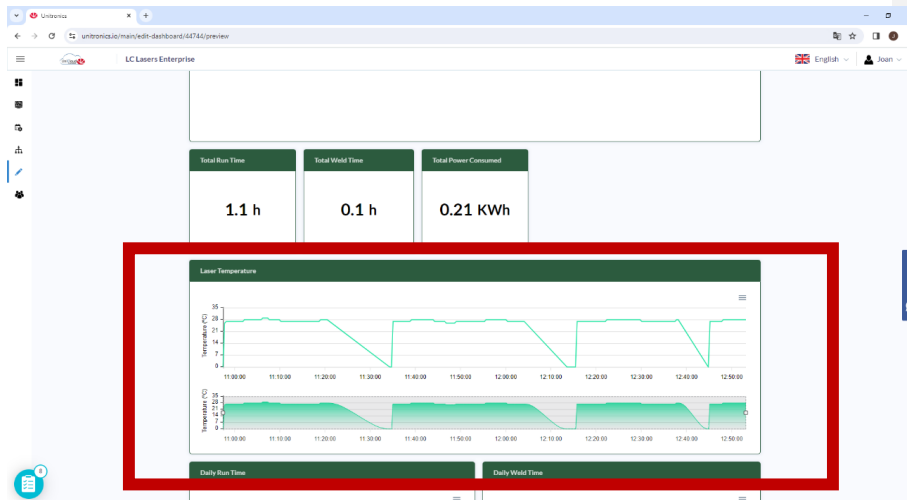 Unitronics
unitronics.io/main/edit-dashboard/44744/preview
LC Lasers Enterprise
English
Joan
Total Run Time
Total Weld Time
Total Power Consumed
1.1 h
0.1 h
0.21 KWh
Laser Temperature
Temperature (°C)
35
28
21
14
7
0
11:00:00 11:10:00 11:20:00 11:30:00 11:40:00 11:50:00 12:00:00 12:10:00 12:20:00 12:30:00 12:40:00 12:50:00
Temperature (°C)
35
28
21
14
7
0
11:00:00 11:10:00 11:20:00 11:30:00 11:40:00 11:50:00 12:00:00 12:10:00 12:20:00 12:30:00 12:40:00 12:50:00
8
Daily Run Time
Daily Weld Time